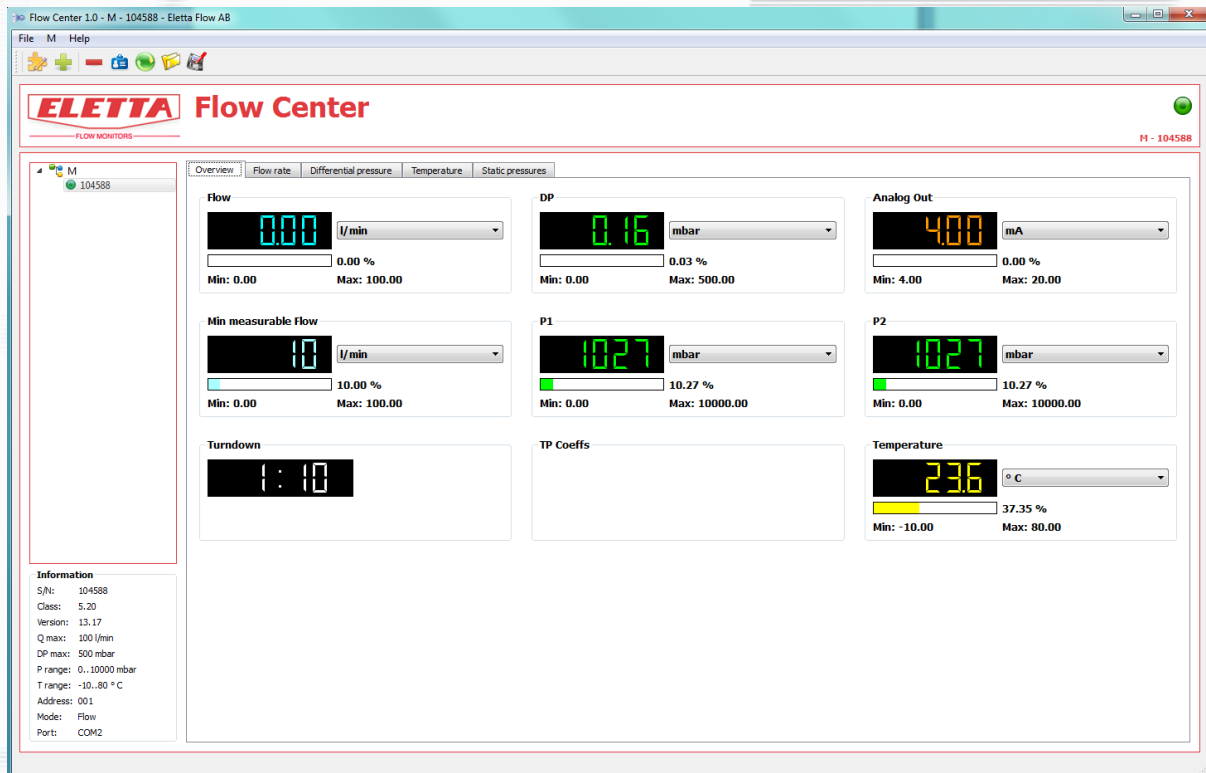 Flow Center 1.0 - M - 104588 - Eletta Flow AB
File M Help
ELETTA Flow Center
FLOW MONITORS
M - 104588
M
104588
Overview Flow rate Differential pressure Temperature Static pressures
Flow
0.00 l/min
0.00 %
Min: 0.00 Max: 100.00
DP
0.16 mbar
0.03 %
Min: 0.00 Max: 500.00
Analog Out
4.00 mA
0.00 %
Min: 4.00 Max: 20.00
Min measurable Flow
10 l/min
10.00 %
Min: 0.00 Max: 100.00
P1
1027 mbar
10.27 %
Min: 0.00 Max: 10000.00
P2
1027 mbar
10.27 %
Min: 0.00 Max: 10000.00
Turndown
1:10
TP Coeffs
Temperature
23.6 ° C
37.35 %
Min: -10.00 Max: 80.00
Information
S/N: 104588
Class: 5.20
Version: 13.17
Q max: 100 l/min
DP max: 500 mbar
P range: 0..10000 mbar
T range: -10..80 ° C
Address: 001
Mode: Flow
Port: COM2